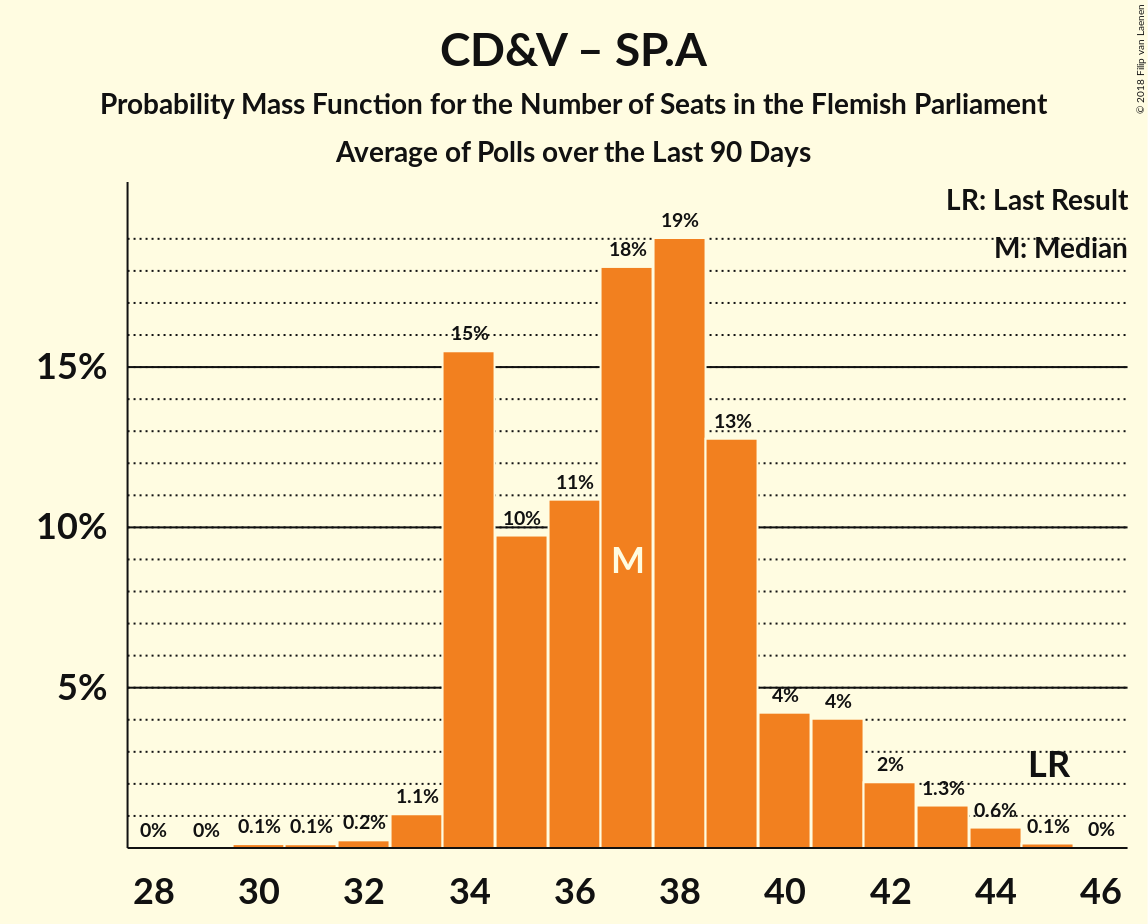 CD&V – SP.A
Probability Mass Function for the Number of Seats in the Flemish Parliament
Average of Polls over the Last 90 Days
© 2018 Filip van Laenen
LR: Last Result
M: Median
15%
10%
5%
0%
0%
0.1%
0.1%
0.2%
1.1%
15%
10%
11%
18%
19%
13%
4%
4%
2%
1.3%
0.6%
0.1%
0%
M
LR
28 30 32 34 36 38 40 42 44 46